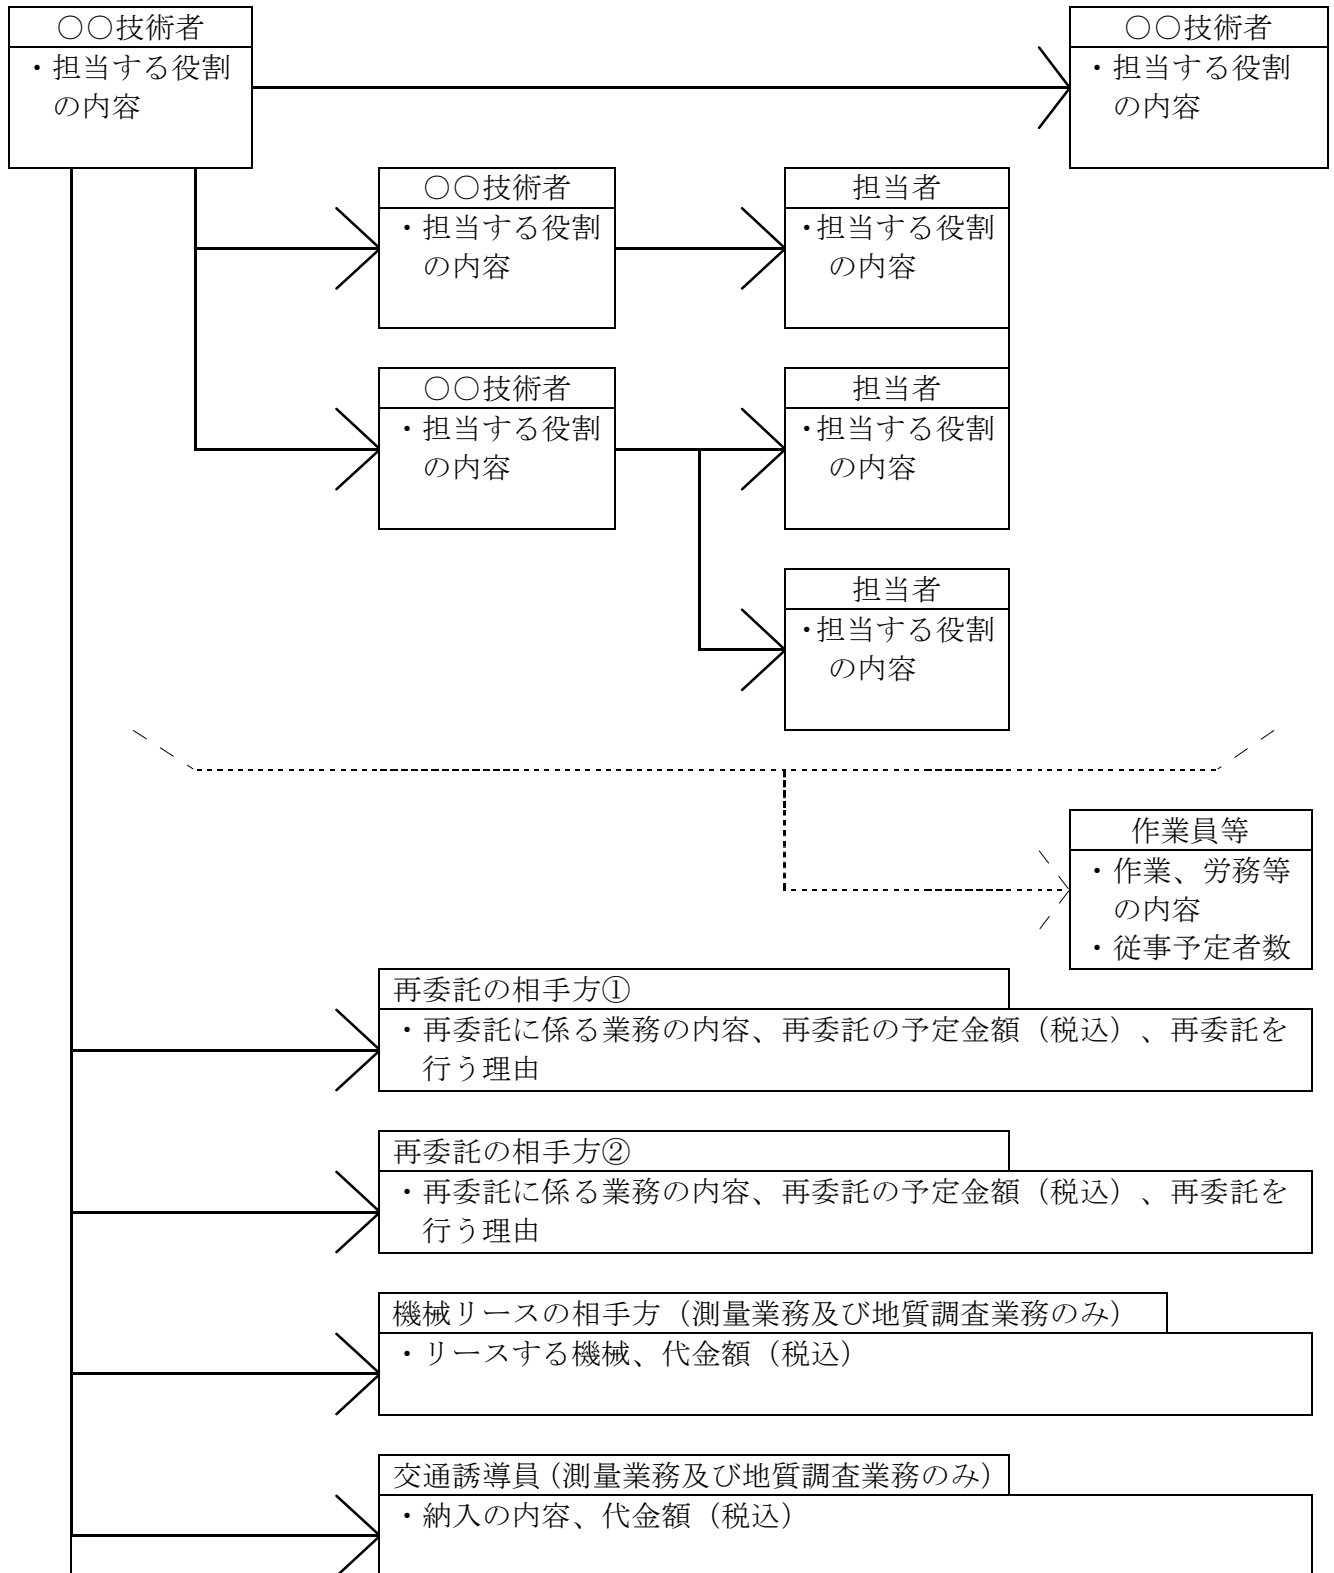 ○○技術者
・担当する役割
の内容
○○技術者
・担当する役割
の内容
○○技術者
・担当する役割
の内容
担当者
・担当する役割
の内容
○○技術者
・担当する役割
の内容
担当者
・担当する役割
の内容
担当者
・担当する役割
の内容
作業員等
・作業、労務等
の内容
・従事予定者数
再委託の相手方①
・再委託に係る業務の内容、再委託の予定金額（税込）、再委託を
行う理由
再委託の相手方②
・再委託に係る業務の内容、再委託の予定金額（税込）、再委託を
行う理由
機械リースの相手方（測量業務及び地質調査業務のみ）
・リースする機械、代金額（税込）
交通誘導員（測量業務及び地質調査業務のみ）
・納入の内容、代金額（税込）